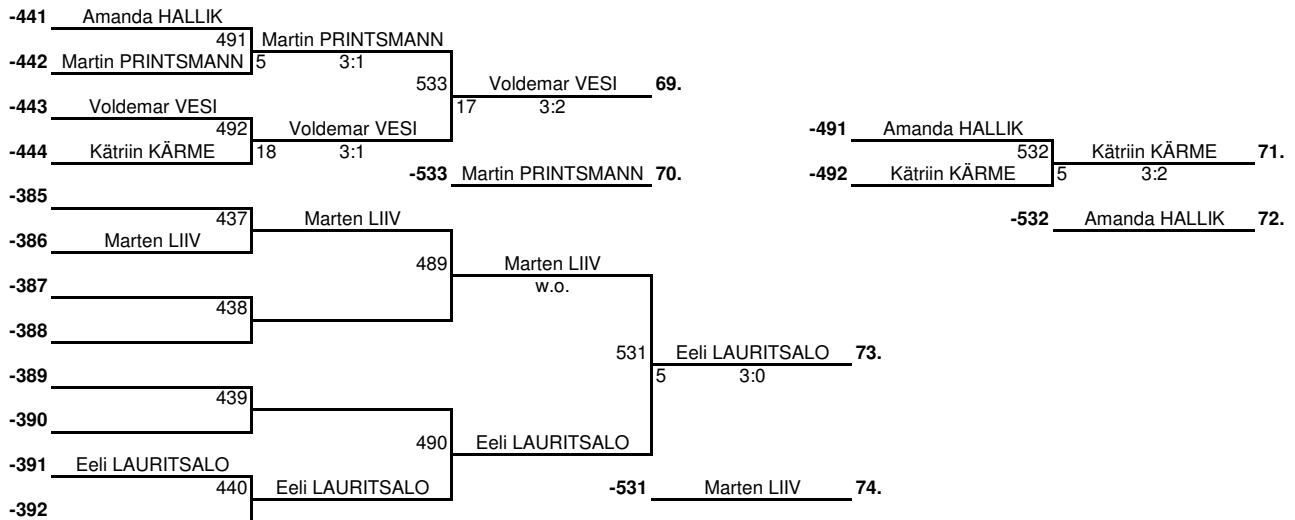 -441 Amanda HALLIK
491 Martin PRINTSMANN
-442 Martin PRINTSMANN 5 3:1
533 Voldemar VESI 69.
-443 Voldemar VESI 17 3:2
492 Voldemar VESI -491 Amanda HALLIK
-444 Kätriin KÄRME 18 3:1 532 Kätriin KÄRME 71.
-533 Martin PRINTSMANN 70. -492 Kätriin KÄRME 5 3:2
-385
437 Marten LIIV -532 Amanda HALLIK 72.
-386 Marten LIIV
489 Marten LIIV
-387 w.o.
438
-388
531 Eeli LAURITSALO 73.
-389 5 3:0
439
-390
490 Eeli LAURITSALO
-391 Eeli LAURITSALO
440 Eeli LAURITSALO -531 Marten LIIV 74.
-392